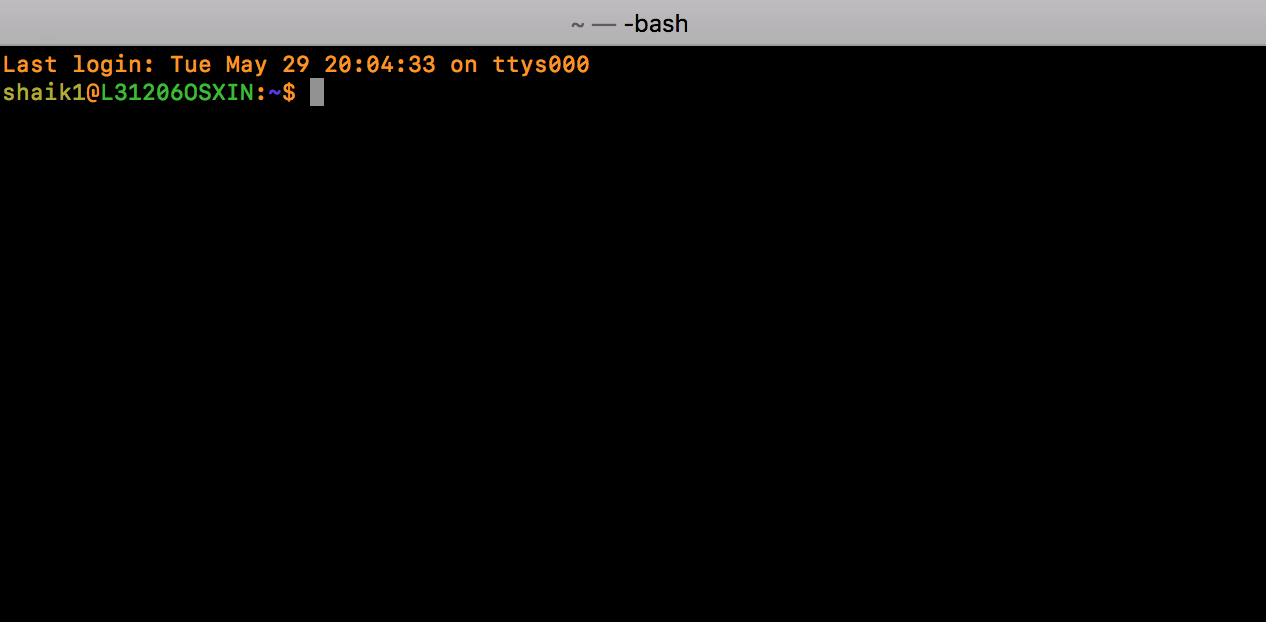 ~ — -bash
Last login: Tue May 29 20:04:33 on ttys000
shaik1@L31206OSXIN:~$